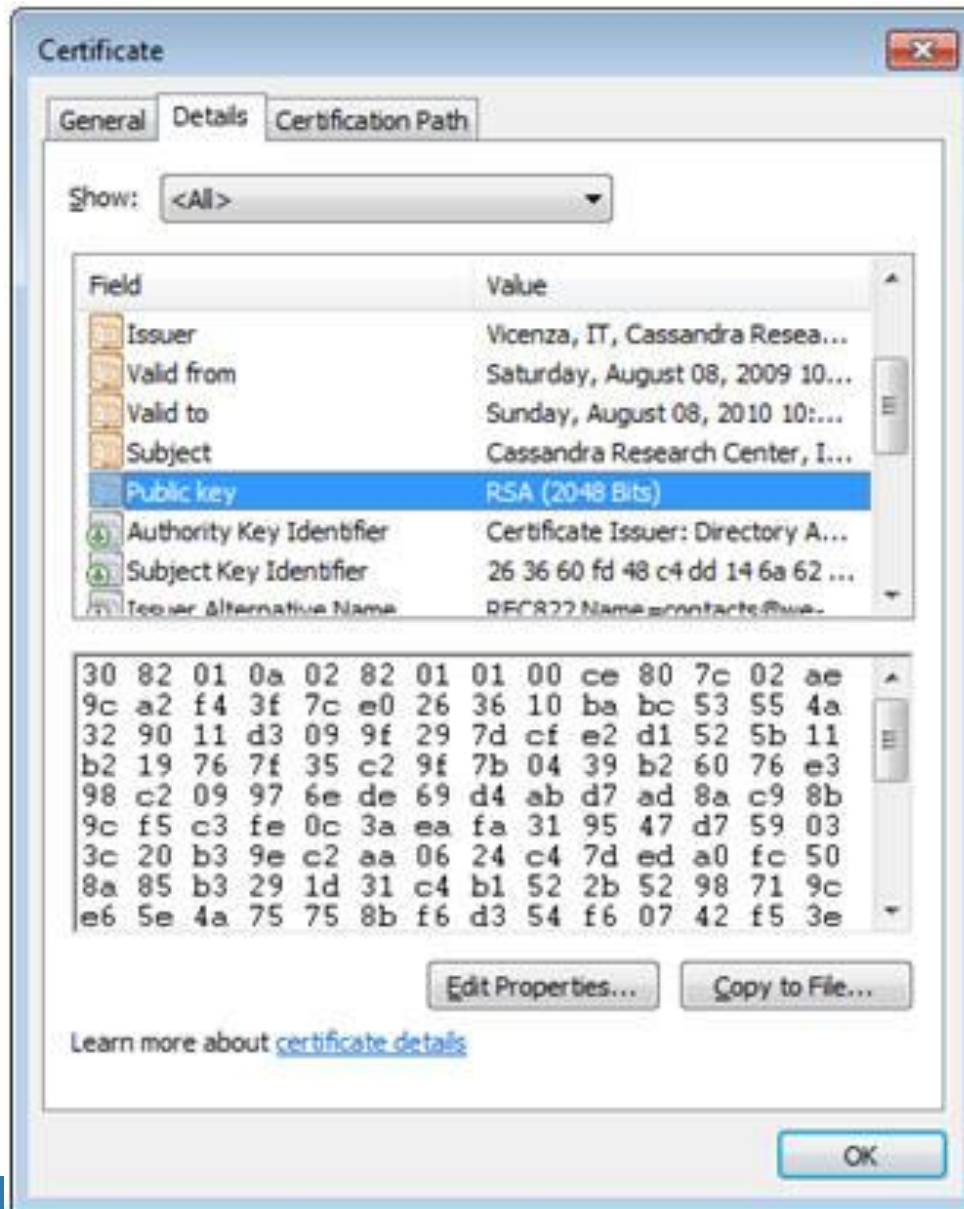 Certificate
General Details Certification Path
Show: <All>
Field Value
Issuer Vicenza, IT, Cassandra Resea...
Valid from Saturday, August 08, 2009 10...
Valid to Sunday, August 08, 2010 10:...
Subject Cassandra Research Center, I...
Public key RSA (2048 Bits)
Authority Key Identifier Certificate Issuer: Directory A...
Subject Key Identifier 26 36 60 fd 48 c4 dd 14 6a 62 ...
Issuer Alternative Name RFC822 Name=contacts@we-
30 82 01 0a 02 82 01 01 00 ce 80 7c 02 ae
9c a2 f4 3f 7c e0 26 36 10 ba bc 53 55 4a
32 90 11 d3 09 9f 29 7d cf e2 d1 52 5b 11
b2 19 76 7f 35 c2 9f 7b 04 39 b2 60 76 e3
98 c2 09 97 6e de 69 d4 ab d7 ad 8a c9 8b
9c f5 c3 fe 0c 3a ea fa 31 95 47 d7 59 03
3c 20 b3 9e c2 aa 06 24 c4 7d ed a0 fc 50
8a 85 b3 29 1d 31 c4 b1 52 2b 52 98 71 9c
e6 5e 4a 75 75 8b f6 d3 54 f6 07 42 f5 3e
Edit Properties... Copy to File...
Learn more about certificate details
OK